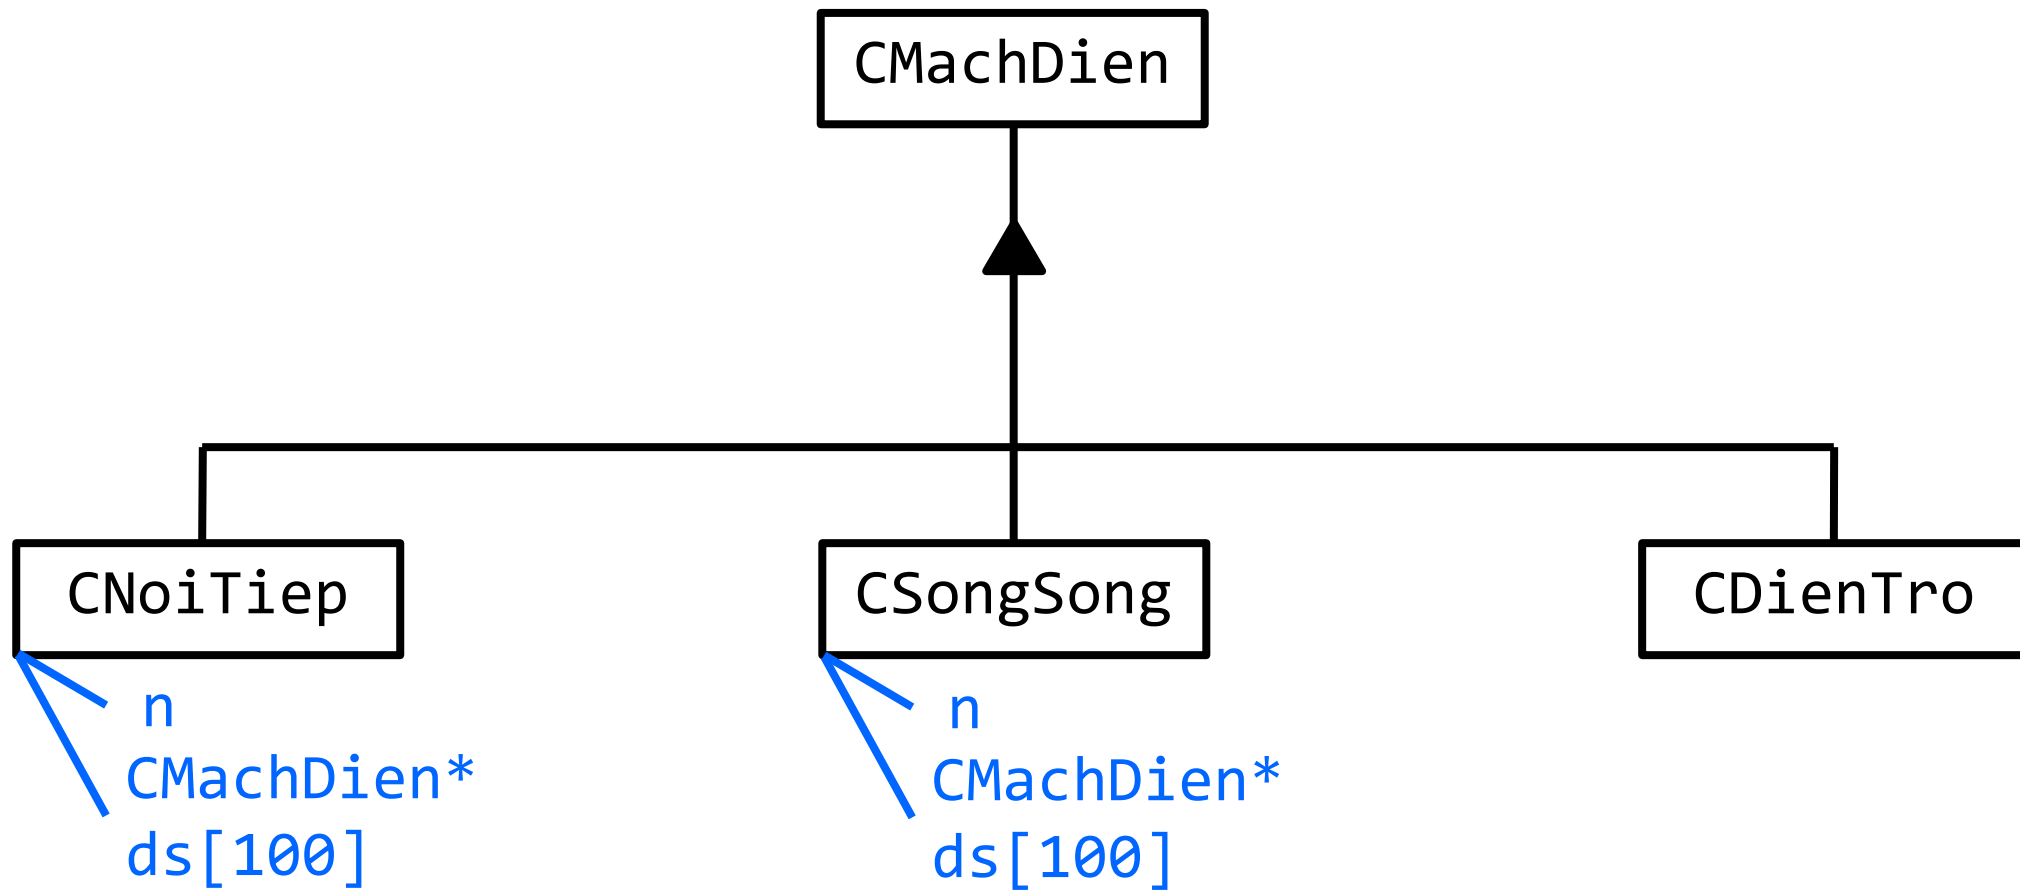 CMachDien
CNoiTiep
CSongSong
CDienTro
n
CMachDien*
ds[100]
n
CMachDien*
ds[100]